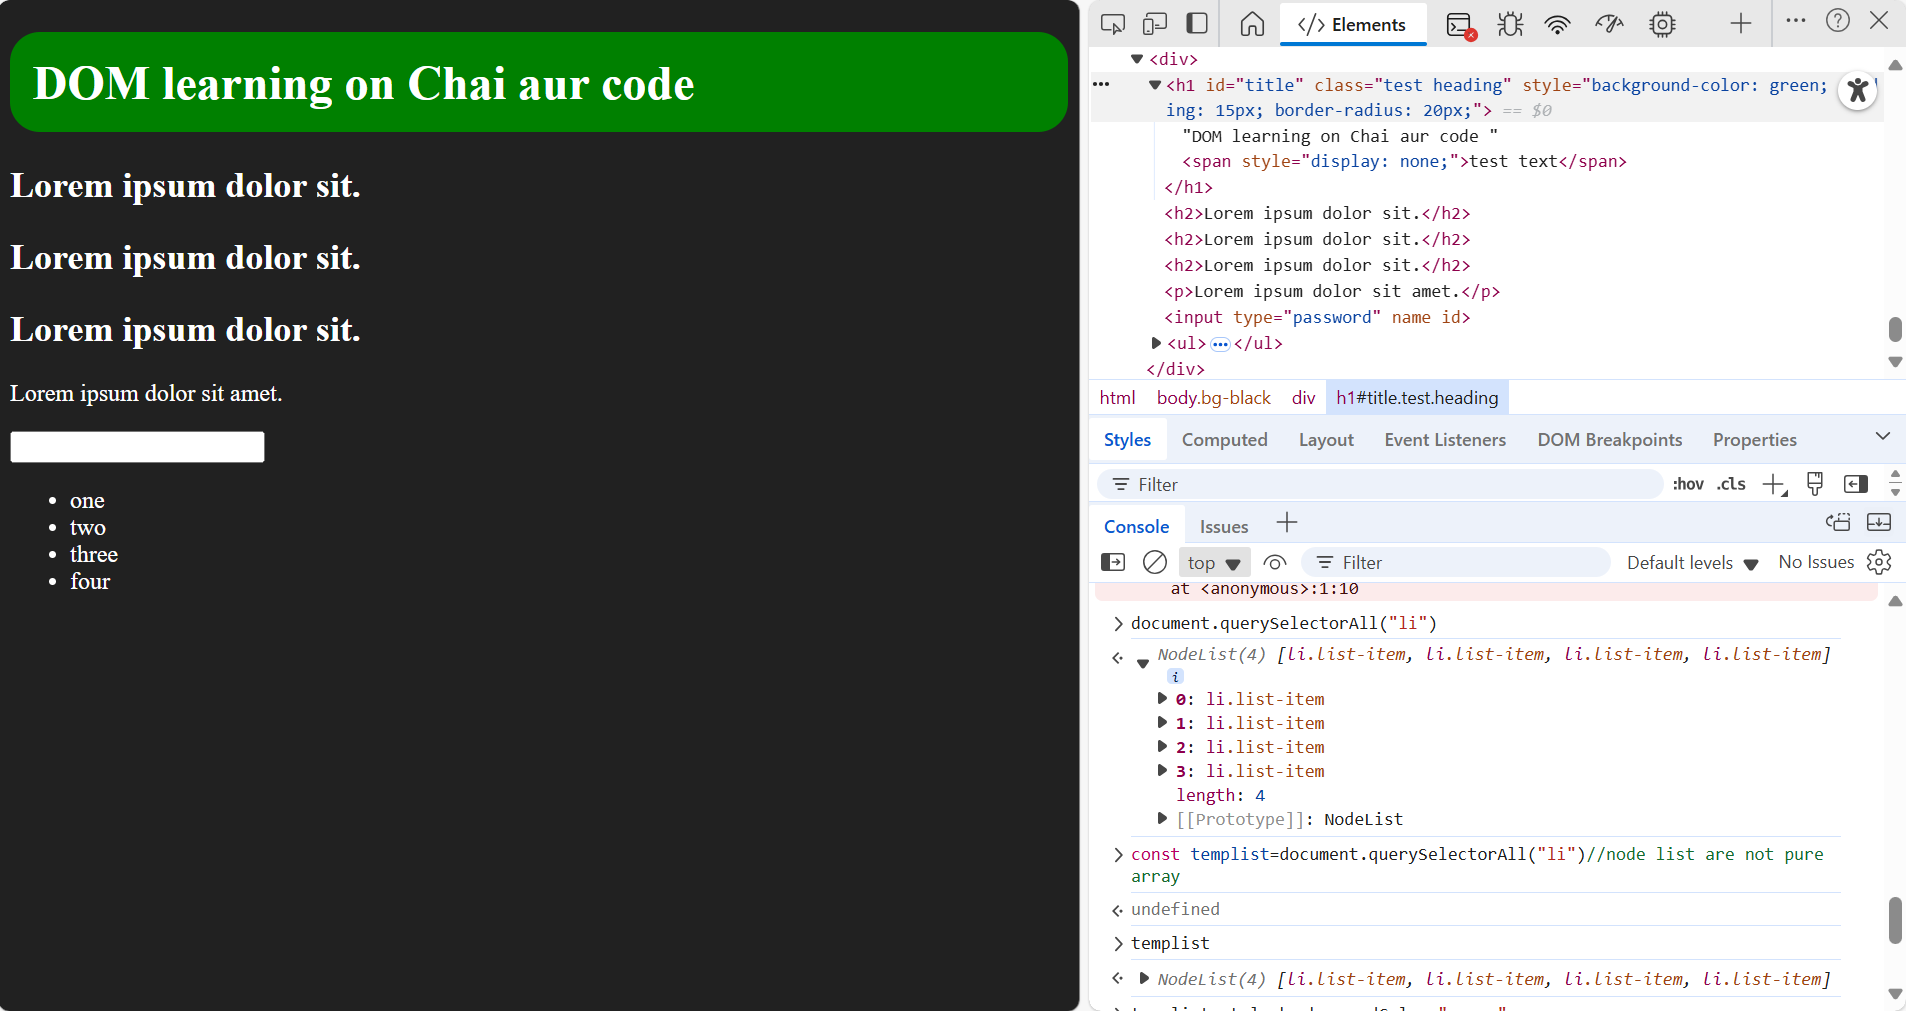 DOM learning on Chai aur code
Lorem ipsum dolor sit.
Lorem ipsum dolor sit.
Lorem ipsum dolor sit.
Lorem ipsum dolor sit amet.
one
two
three
four
</> Elements
<div>
<h1 id="title" class="test heading" style="background-color: green;
ing: 15px; border-radius: 20px;"> == $0
"DOM learning on Chai aur code "
<span style="display: none;">test text</span>
</h1>
<h2>Lorem ipsum dolor sit.</h2>
<h2>Lorem ipsum dolor sit.</h2>
<h2>Lorem ipsum dolor sit.</h2>
<p>Lorem ipsum dolor sit amet.</p>
<input type="password" name id>
<ul>…</ul>
</div>
html body.bg-black div h1#title.test.heading
Styles Computed Layout Event Listeners DOM Breakpoints Properties
Filter :hov .cls
Console Issues
top Filter Default levels No Issues
at <anonymous>:1:10
document.querySelectorAll("li")
NodeList(4) [li.list-item, li.list-item, li.list-item, li.list-item]
i
0: li.list-item
1: li.list-item
2: li.list-item
3: li.list-item
length: 4
[[Prototype]]: NodeList
const templist=document.querySelectorAll("li")//node list are not pure
array
undefined
templist
NodeList(4) [li.list-item, li.list-item, li.list-item, li.list-item]